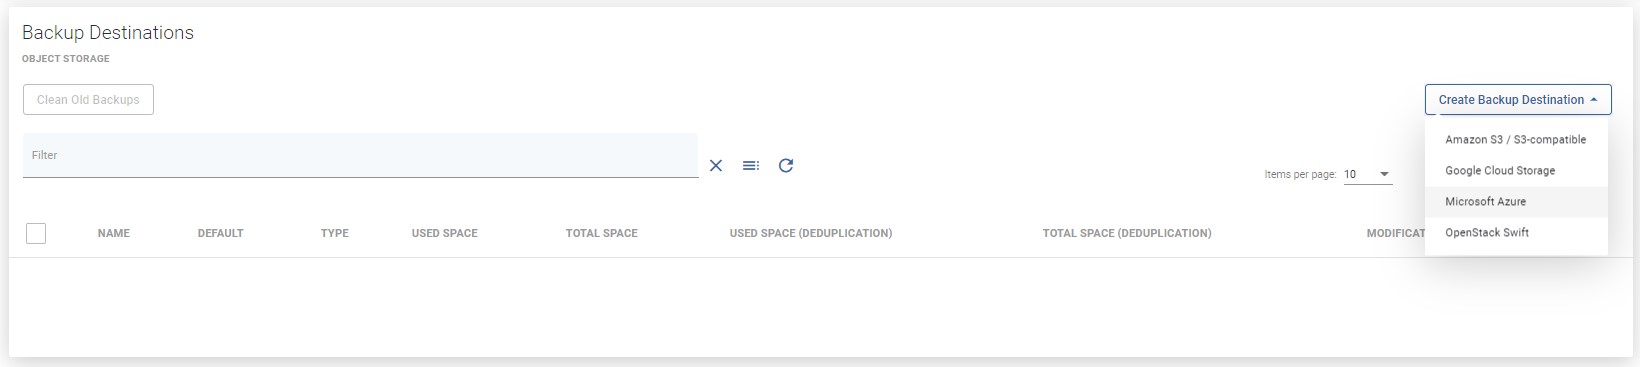 Backup Destinations
OBJECT STORAGE
Clean Old Backups
Create Backup Destination
Amazon S3 / S3-compatible
Google Cloud Storage
Microsoft Azure
OpenStack Swift
Filter
Items per page: 10
NAME DEFAULT TYPE USED SPACE TOTAL SPACE USED SPACE (DEDUPLICATION) TOTAL SPACE (DEDUPLICATION) MODIFICAT